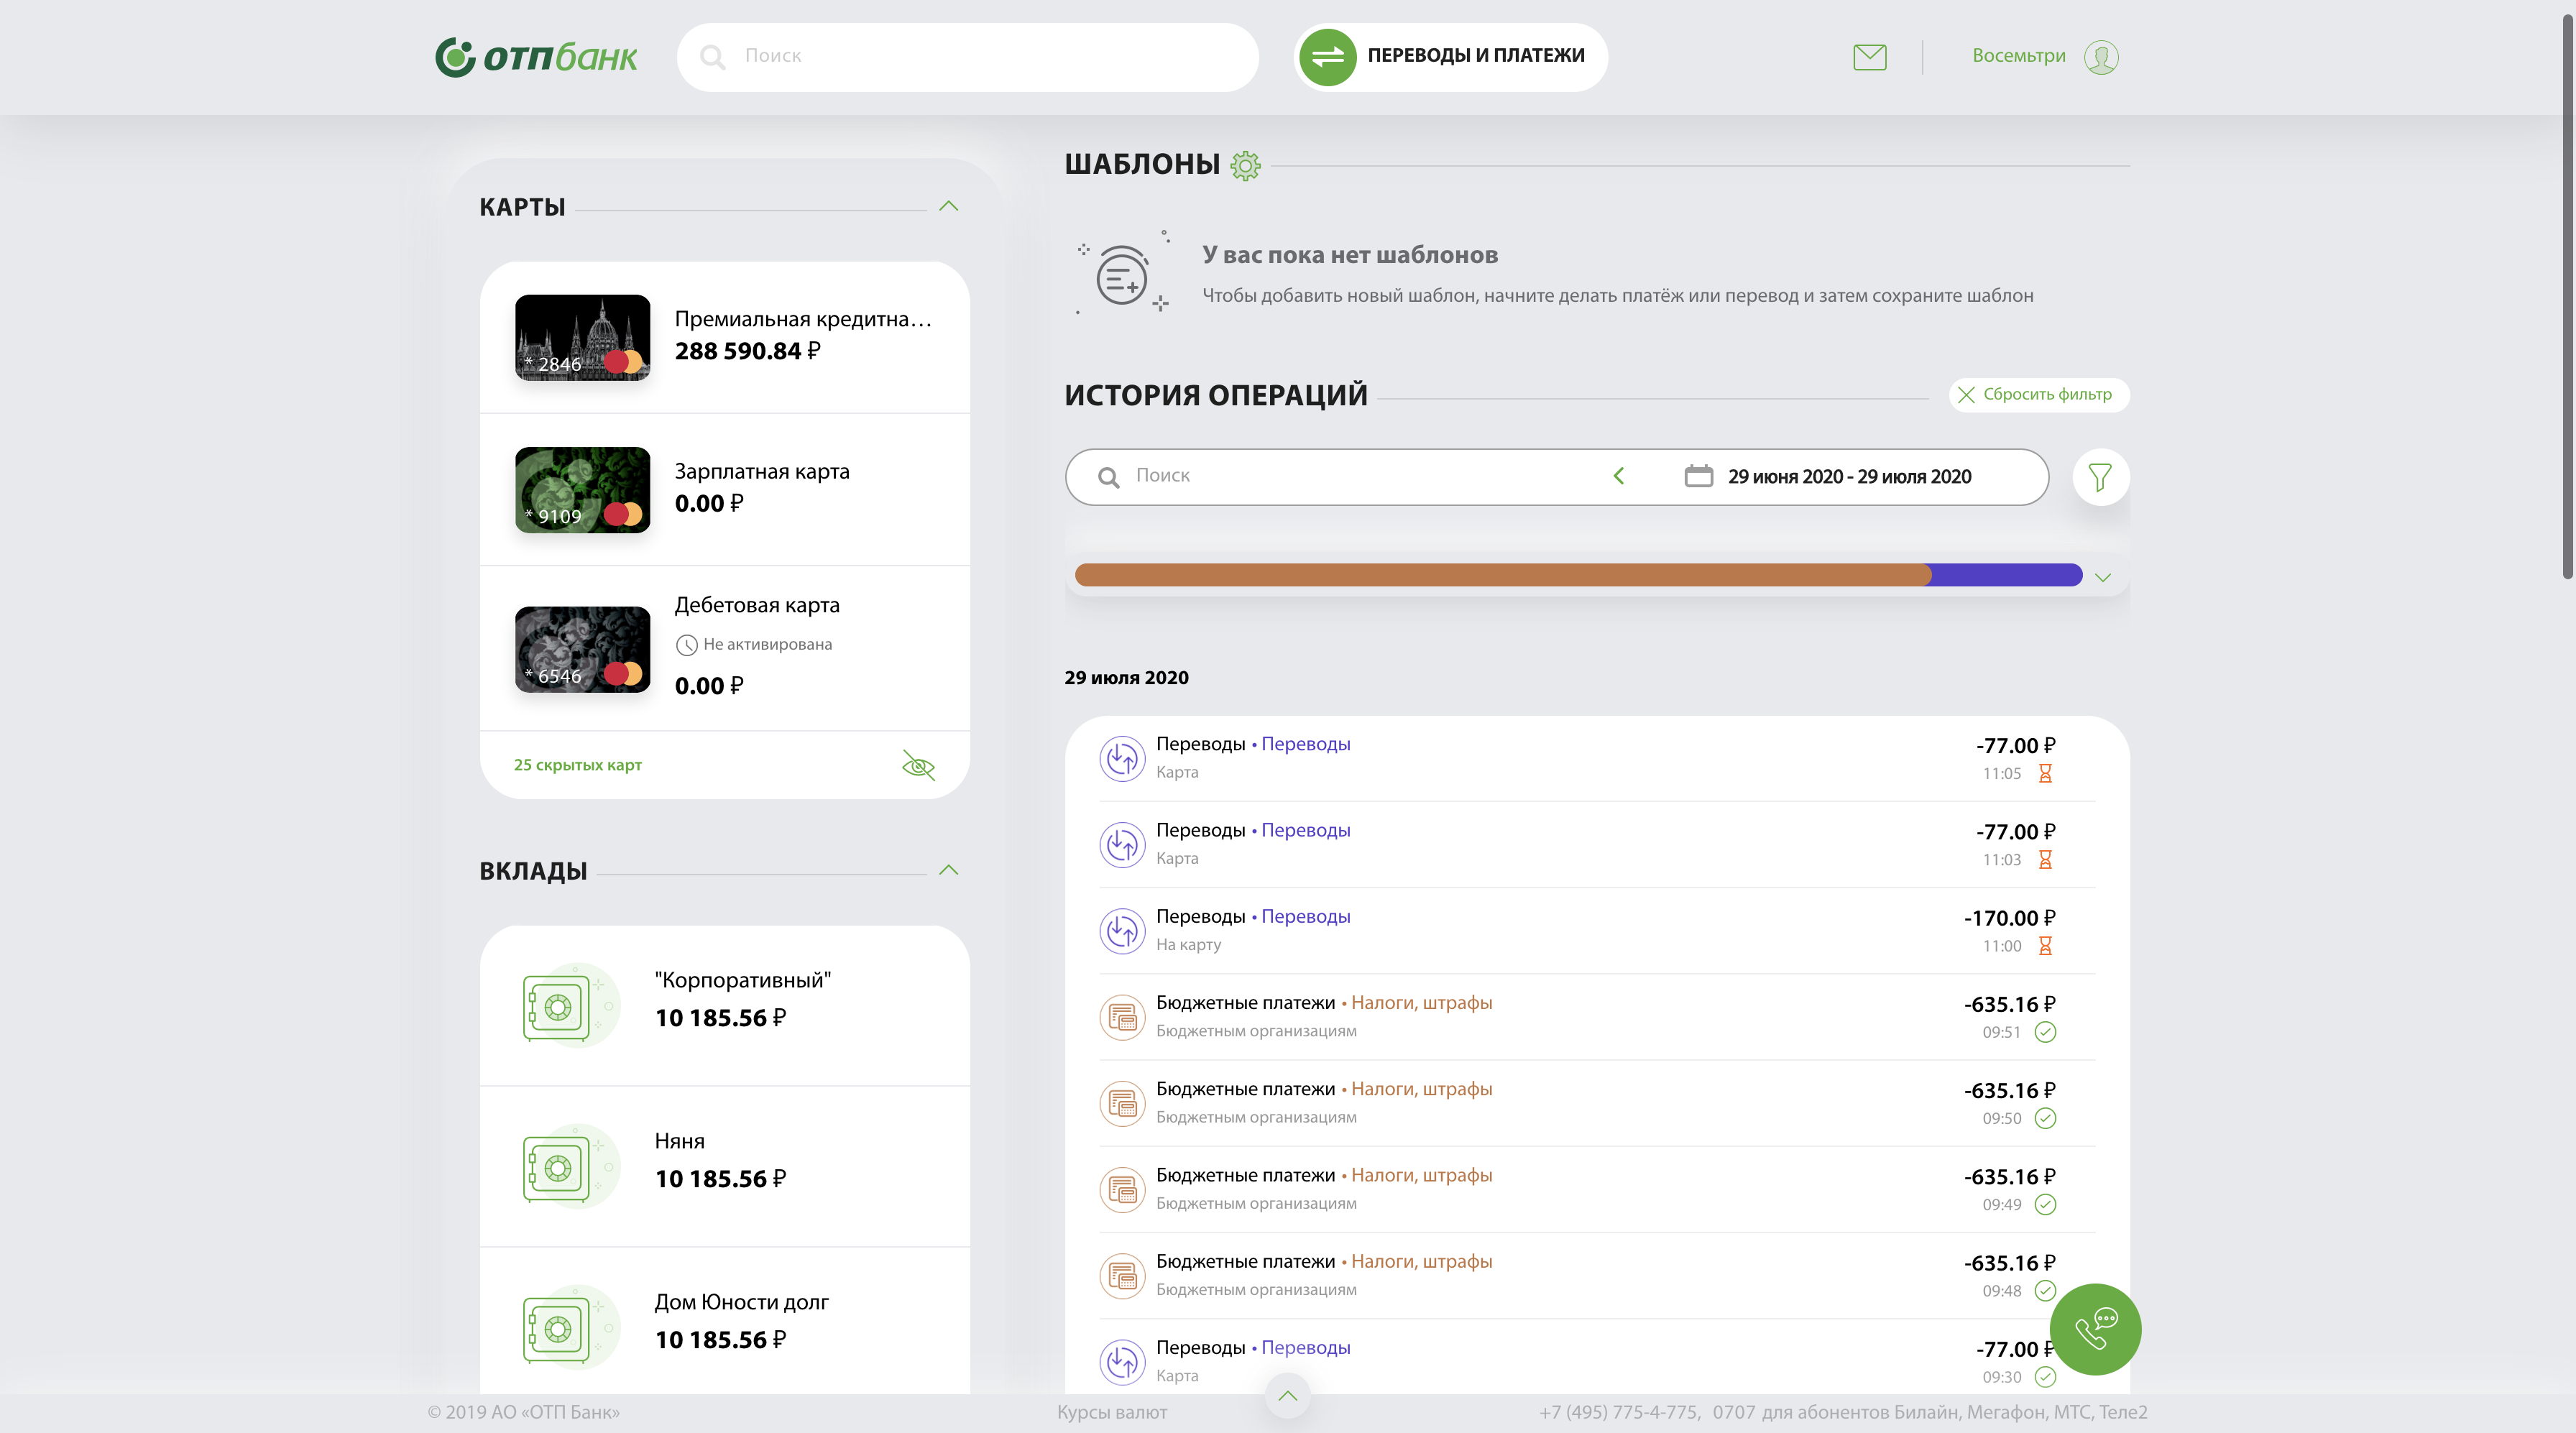 отпбанк
Поиск
ПЕРЕВОДЫ И ПЛАТЕЖИ
Восемьтри
КАРТЫ
* 2846
Премиальная кредитна...
288 590.84 ₽
* 9109
Зарплатная карта
0.00 ₽
* 6546
Дебетовая карта
Не активирована
0.00 ₽
25 скрытых карт
ВКЛАДЫ
"Корпоративный"
10 185.56 ₽
Няня
10 185.56 ₽
Дом Юности долг
10 185.56 ₽
ШАБЛОНЫ
У вас пока нет шаблонов
Чтобы добавить новый шаблон, начните делать платёж или перевод и затем сохраните шаблон
ИСТОРИЯ ОПЕРАЦИЙ
Сбросить фильтр
Поиск
29 июня 2020 - 29 июля 2020
29 июля 2020
Переводы • Переводы -77.00 ₽
Карта 11:05
Переводы • Переводы -77.00 ₽
Карта 11:03
Переводы • Переводы -170.00 ₽
На карту 11:00
Бюджетные платежи • Налоги, штрафы -635.16 ₽
Бюджетным организациям 09:51
Бюджетные платежи • Налоги, штрафы -635.16 ₽
Бюджетным организациям 09:50
Бюджетные платежи • Налоги, штрафы -635.16 ₽
Бюджетным организациям 09:49
Бюджетные платежи • Налоги, штрафы -635.16 ₽
Бюджетным организациям 09:48
Переводы • Переводы -77.00 ₽
Карта 09:30
© 2019 АО «ОТП Банк»
Курсы валют
+7 (495) 775-4-775, 0707 для абонентов Билайн, Мегафон, МТС, Теле2